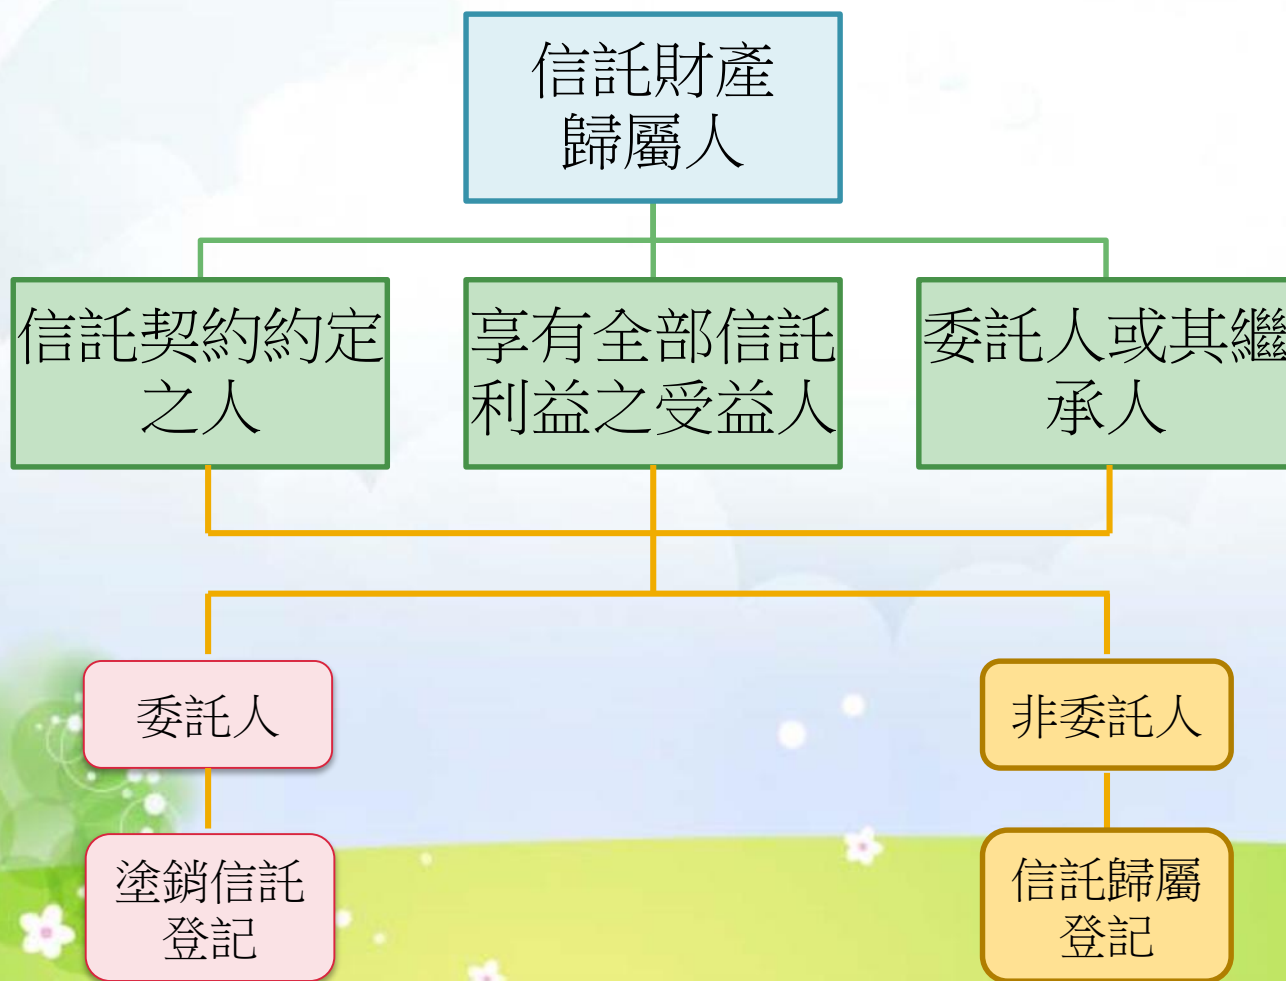 信託財產
歸屬人
信託契約約定
之人
享有全部信託
利益之受益人
委託人或其繼
承人
委託人
非委託人
塗銷信託
登記
信託歸屬
登記